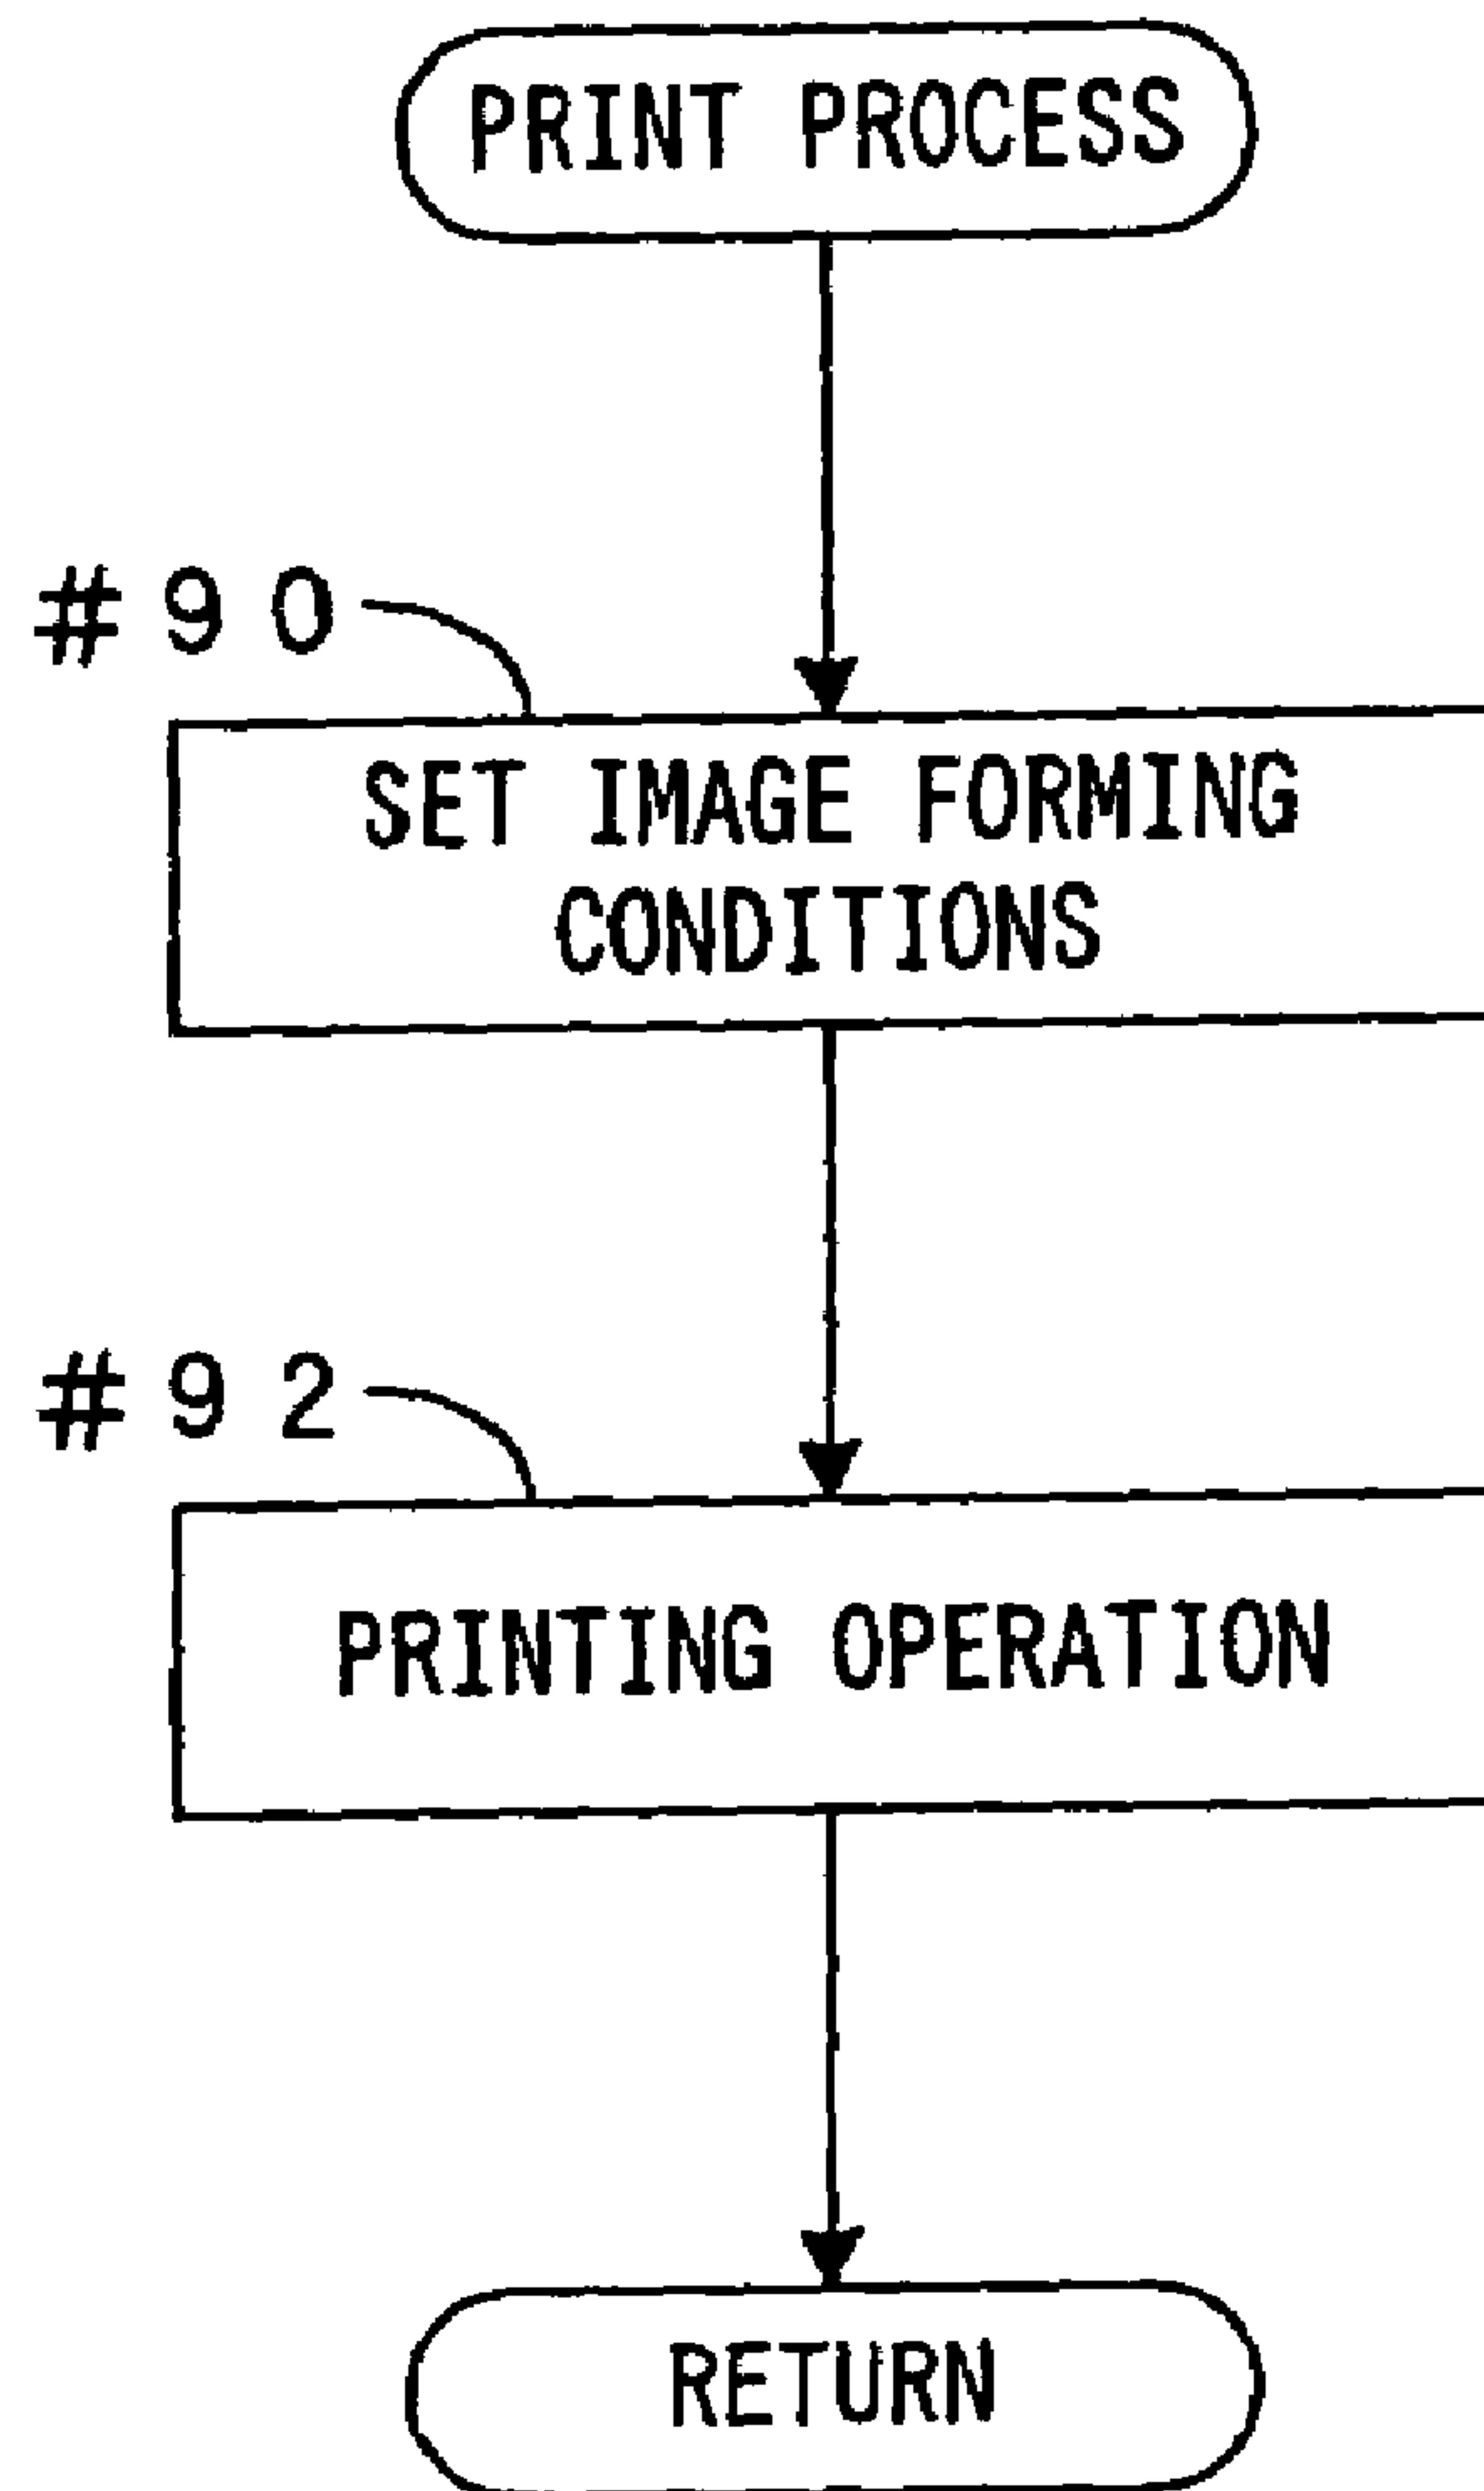 PRINT PROCESS
#90
SET IMAGE FORMING
CONDITIONS
#92
PRINTING OPERATION
RETURN